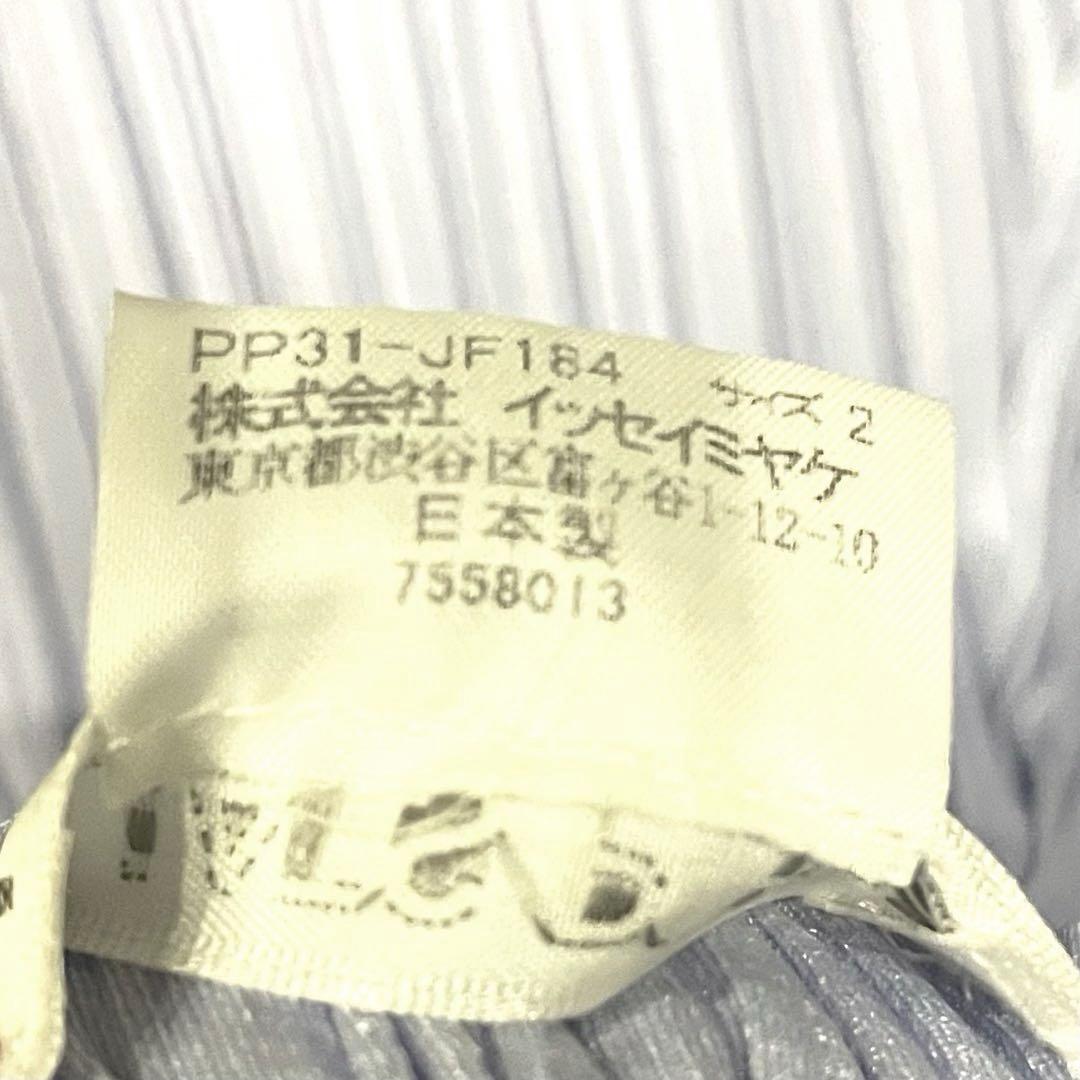 PP31-JF184 サイズ 2
株式会社 イッセイミヤケ
東京都渋谷区富ヶ谷1-12-10
日本製
7558013